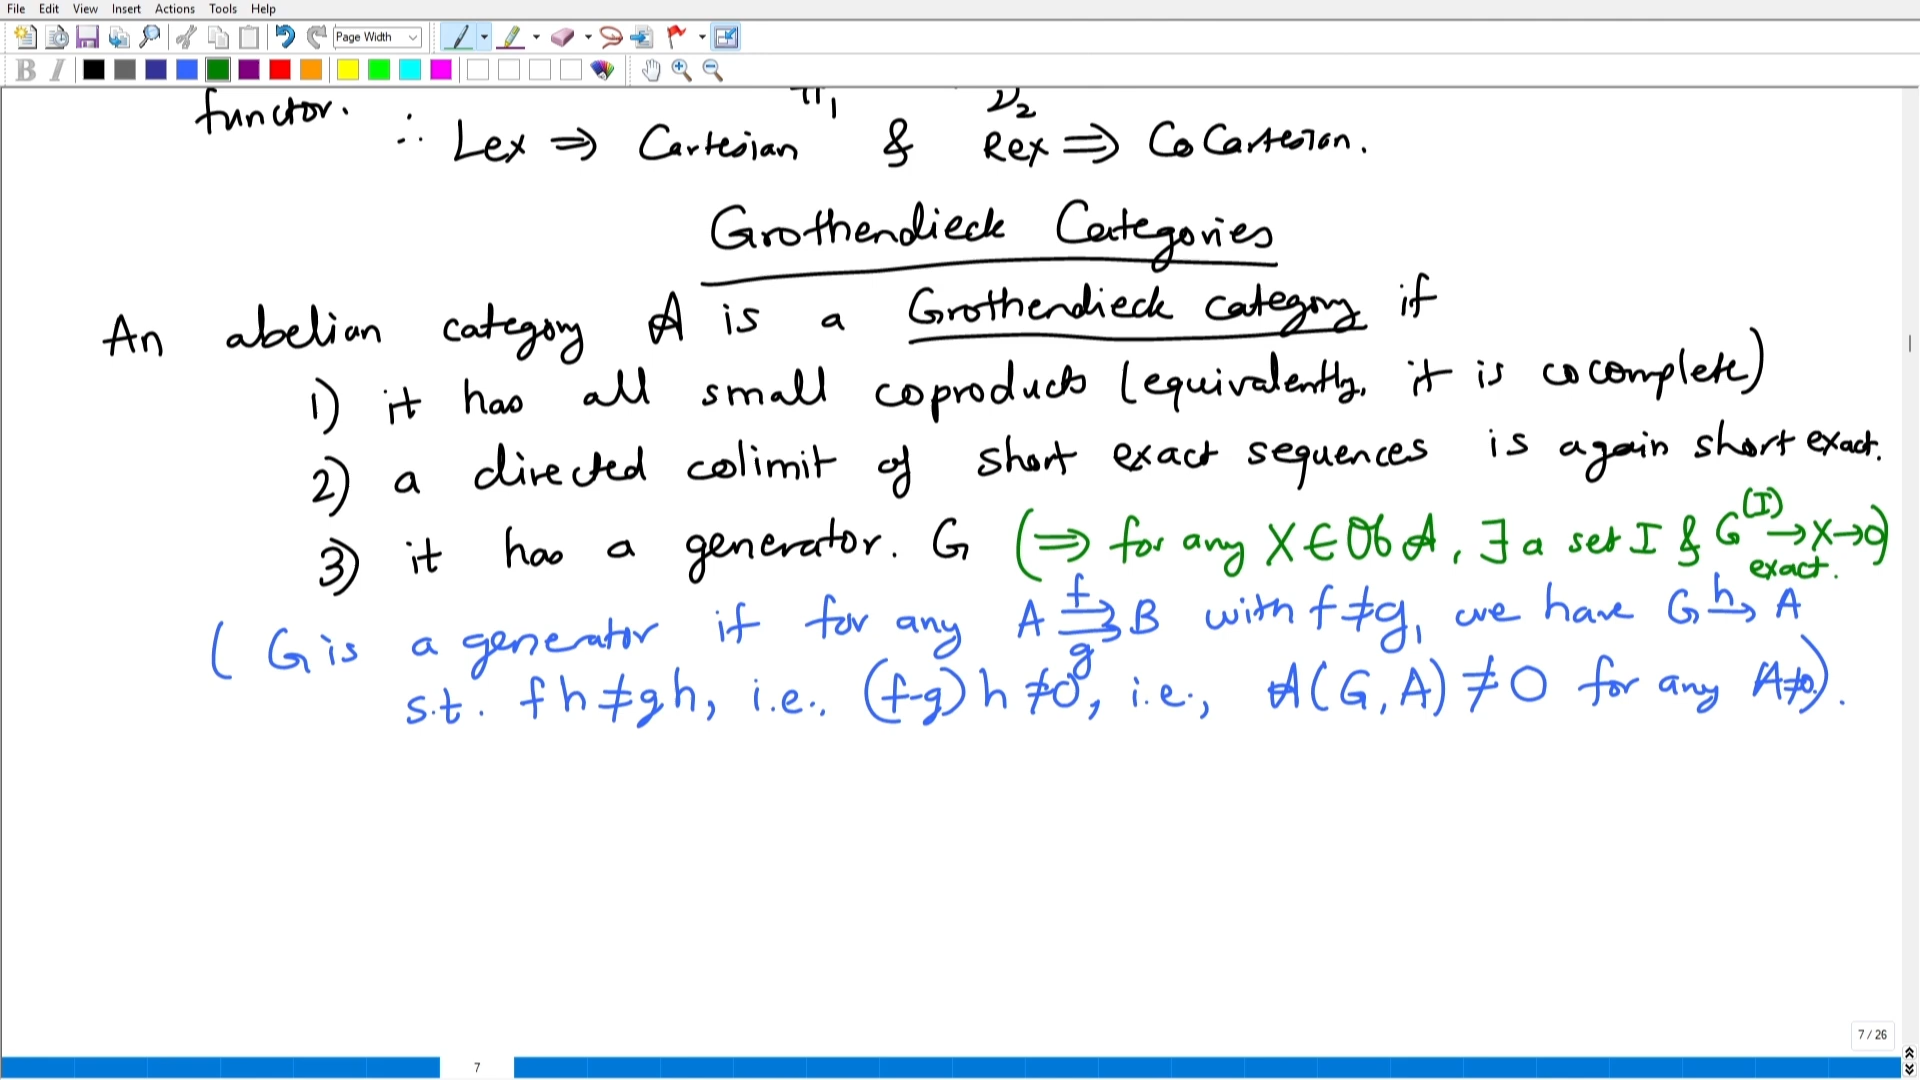 File Edit View Insert Actions Tools Help
Page Width
B I
π₁ ν₂
functor. ∴ Lex ⇒ Cartesian & Rex ⇒ CoCartesian.
Grothendieck Categories
An abelian category A is a Grothendieck category if
1) it has all small coproducts (equivalently, it is cocomplete)
2) a directed colimit of short exact sequences is again short exact.
3) it has a generator. G (⇒ for any X ∈ Ob A, ∃ a set I & G^(I) → X → 0) exact.
( G is a generator if for any A ⇉ B (f, g) with f ≠ g, we have G →h A
s.t. fh ≠ gh, i.e., (f-g)h ≠ 0, i.e., A(G, A) ≠ 0 for any A ≠ 0).
7 / 26
7